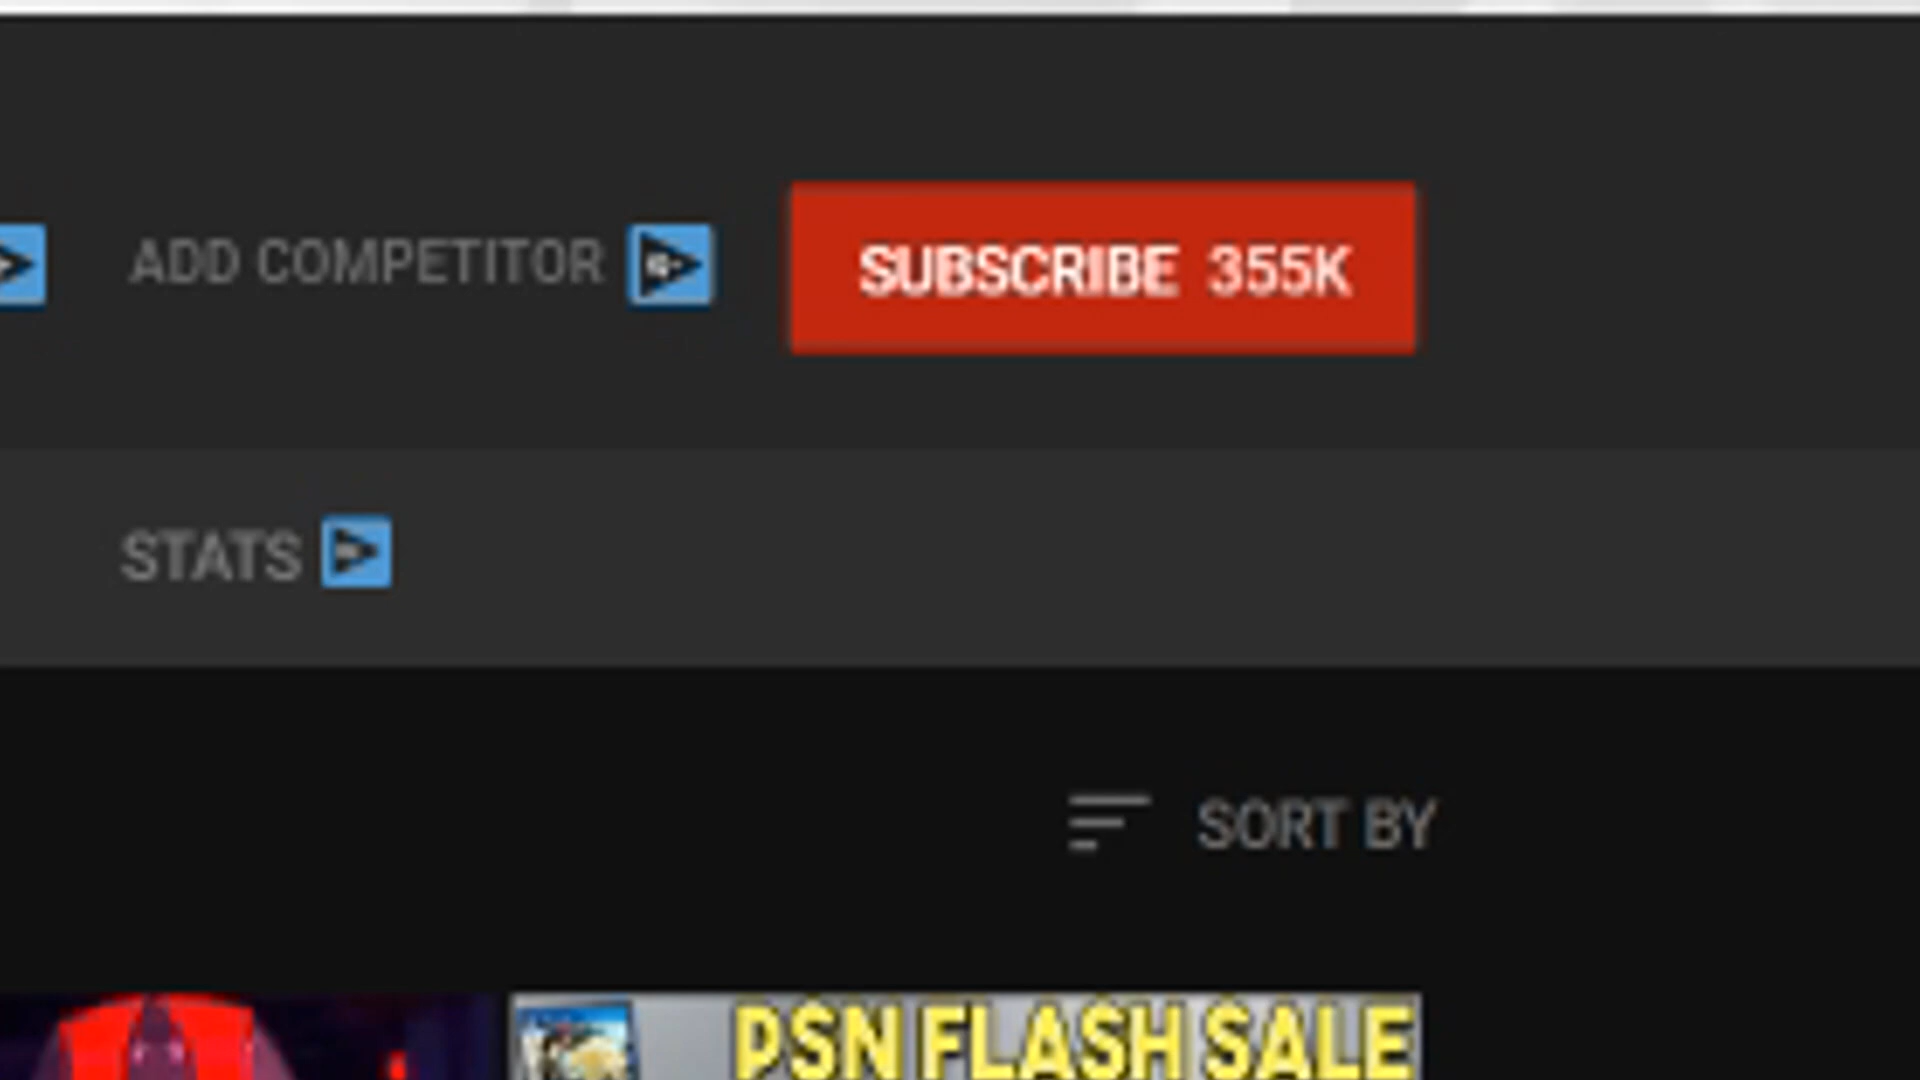 ADD COMPETITOR
SUBSCRIBE 355K
STATS
SORT BY
PSN FLASH SALE